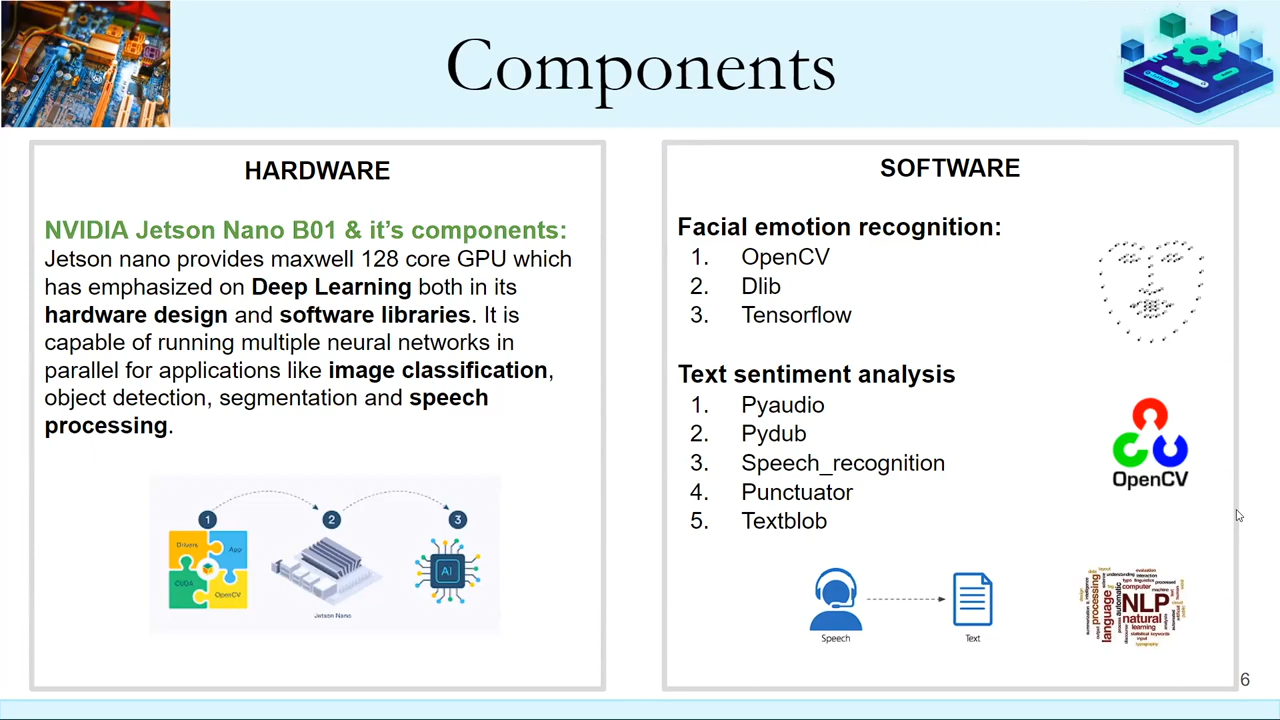 Components
HARDWARE
NVIDIA Jetson Nano B01 & it's components:
Jetson nano provides maxwell 128 core GPU which
has emphasized on Deep Learning both in its
hardware design and software libraries. It is
capable of running multiple neural networks in
parallel for applications like image classification,
object detection, segmentation and speech
processing.
1 2 3
Drivers App
CUDA OpenCV
AI
Jetson Nano
SOFTWARE
Facial emotion recognition:
1. OpenCV
2. Dlib
3. Tensorflow
Text sentiment analysis
1. Pyaudio
2. Pydub
3. Speech_recognition
4. Punctuator
5. Textblob
OpenCV
Speech Text
NLP
natural
language
processing
computer
learning
automatic
6